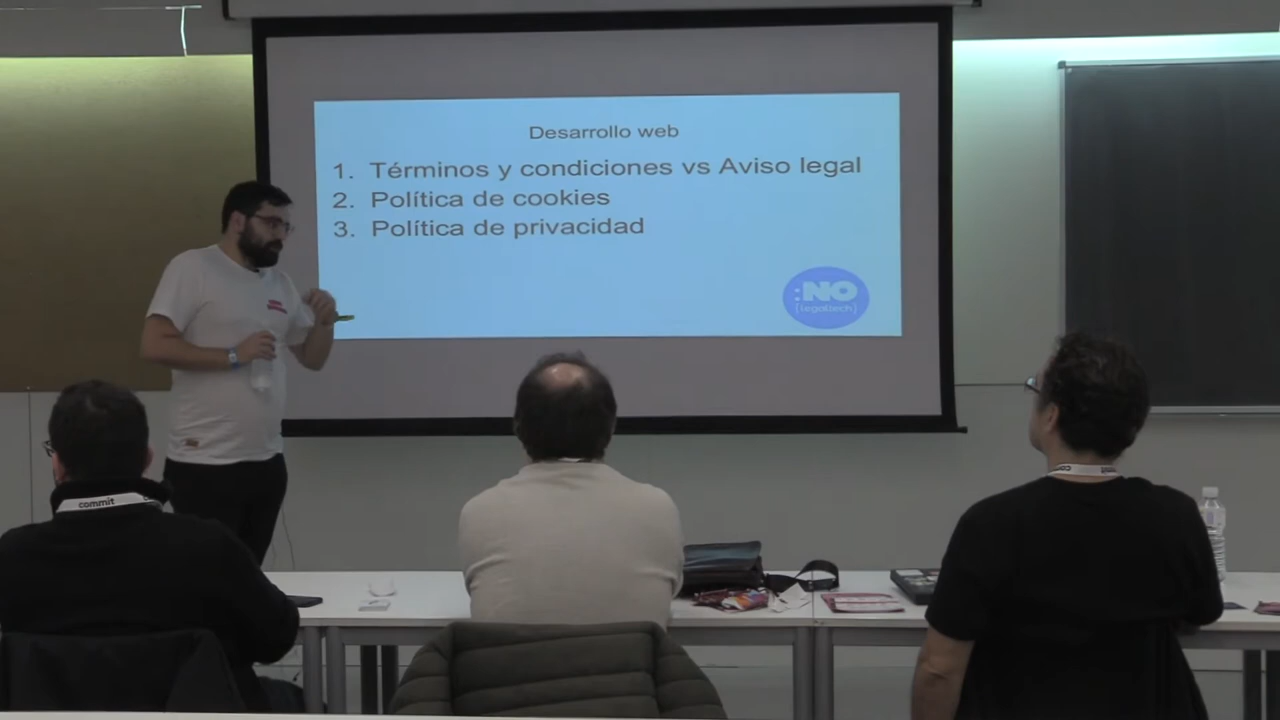 Desarrollo web
1. Términos y condiciones vs Aviso legal
2. Política de cookies
3. Política de privacidad
:NO
{legaltech}
commit